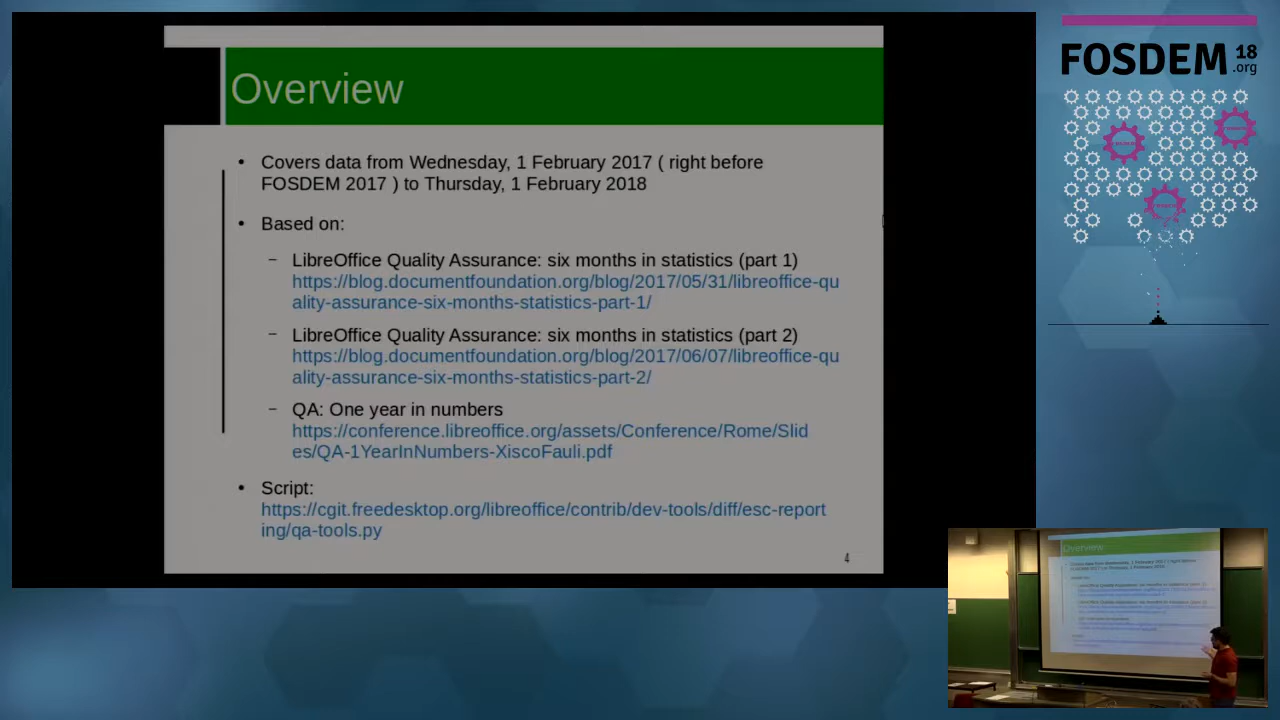 Overview
• Covers data from Wednesday, 1 February 2017 ( right before
FOSDEM 2017 ) to Thursday, 1 February 2018
• Based on:
– LibreOffice Quality Assurance: six months in statistics (part 1)
https://blog.documentfoundation.org/blog/2017/05/31/libreoffice-qu
ality-assurance-six-months-statistics-part-1/
– LibreOffice Quality Assurance: six months in statistics (part 2)
https://blog.documentfoundation.org/blog/2017/06/07/libreoffice-qu
ality-assurance-six-months-statistics-part-2/
– QA: One year in numbers
https://conference.libreoffice.org/assets/Conference/Rome/Slid
es/QA-1YearInNumbers-XiscoFauli.pdf
• Script:
https://cgit.freedesktop.org/libreoffice/contrib/dev-tools/diff/esc-report
ing/qa-tools.py
4
FOSDEM 18
.org
Overview